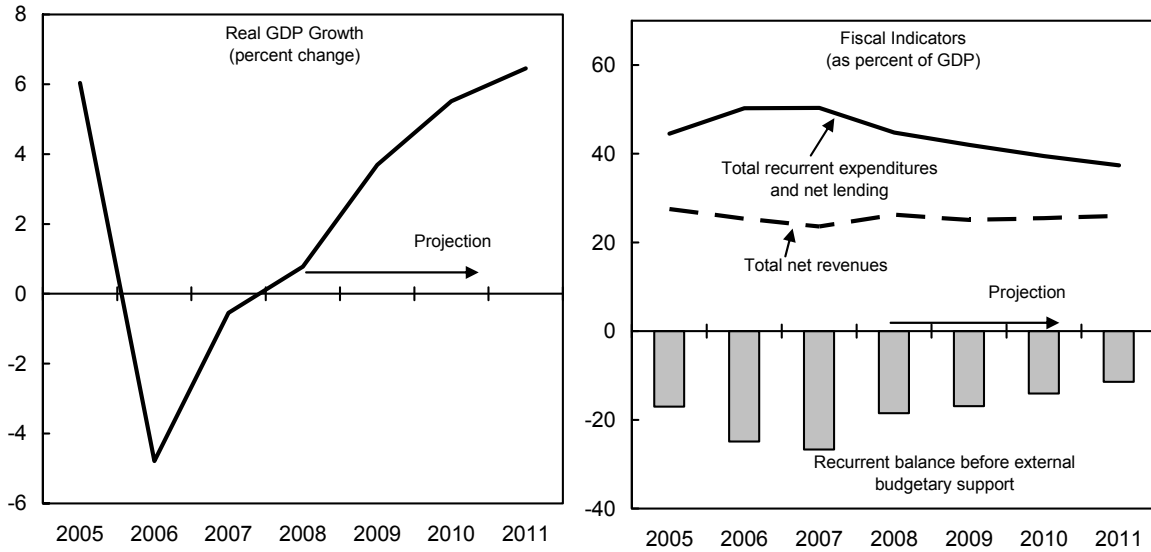 Real GDP Growth
(percent change)
8
6
4
2
0
-2
-4
-6
Projection
2005 2006 2007 2008 2009 2010 2011
Fiscal Indicators
(as percent of GDP)
60
40
20
0
-20
-40
Total recurrent expenditures
and net lending
Total net revenues
Projection
Recurrent balance before external
budgetary support
2005 2006 2007 2008 2009 2010 2011